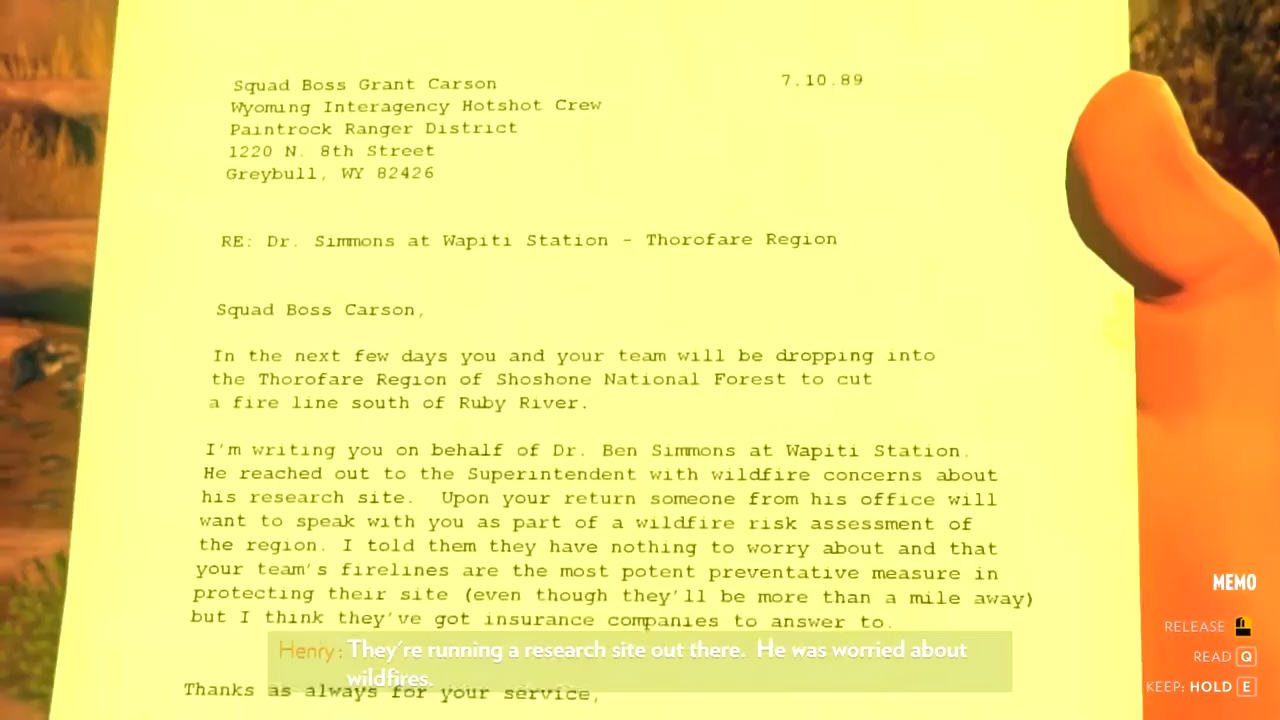 Squad Boss Grant Carson 7.10.89
Wyoming Interagency Hotshot Crew
Paintrock Ranger District
1220 N. 8th Street
Greybull, WY 82426
RE: Dr. Simmons at Wapiti Station - Thorofare Region
Squad Boss Carson,
In the next few days you and your team will be dropping into
the Thorofare Region of Shoshone National Forest to cut
a fire line south of Ruby River.
I'm writing you on behalf of Dr. Ben Simmons at Wapiti Station.
He reached out to the Superintendent with wildfire concerns about
his research site. Upon your return someone from his office will
want to speak with you as part of a wildfire risk assessment of
the region. I told them they have nothing to worry about and that
your team's firelines are the most potent preventative measure in
protecting their site (even though they'll be more than a mile away)
but I think they've got insurance companies to answer to.
Thanks as always for your service,
Henry: They're running a research site out there. He was worried about
wildfires.
MEMO
RELEASE
READ Q
KEEP: HOLD E